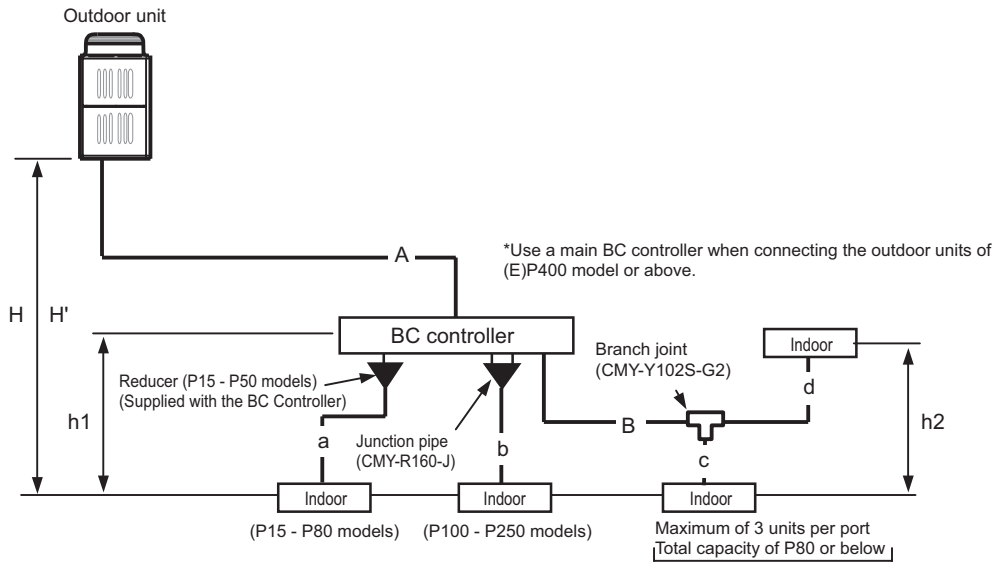 Outdoor unit
A
*Use a main BC controller when connecting the outdoor units of
(E)P400 model or above.
H
H'
BC controller
Branch joint
(CMY-Y102S-G2)
Indoor
Reducer (P15 - P50 models)
(Supplied with the BC Controller)
d
h1
h2
B
a
Junction pipe
(CMY-R160-J)
b
c
Indoor
Indoor
Indoor
(P15 - P80 models)
(P100 - P250 models)
Maximum of 3 units per port
Total capacity of P80 or below